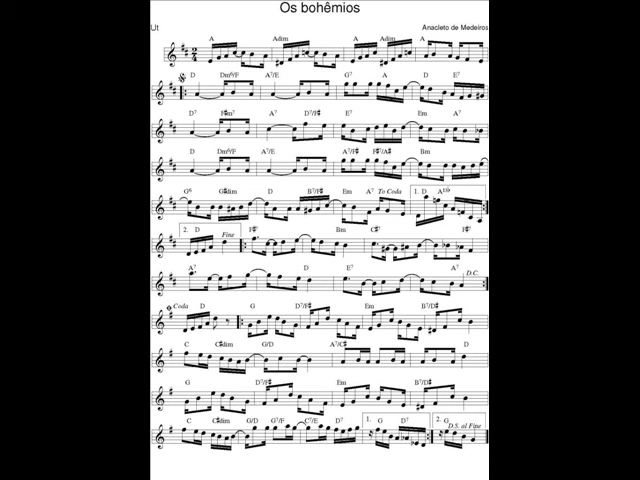 Os bohêmios
Ut
Anacleto de Medeiros
A Adim A Adim A
D Dm⁶/F A⁷/E G⁷ A D E⁷
D⁷ F#m⁷ A⁷ D⁷/F# E⁷ Em A⁷
D Dm⁶/F A⁷/E A⁷/E F#⁷/A# Bm
G⁶ G#dim D B⁷/F# Em A⁷ To Coda 1. D
2. D Fine F#⁷ Bm C#⁷ F#⁷
A⁷ D E⁷ A⁷ D.C.
Coda D G D⁷/F# Em B⁷/D#
C C#dim G/D A⁷/C# D
G D⁷/F# Em B⁷/D#
C C#dim G/D G⁷/F C⁷/E D⁷ 1. G D⁷ 2. G
D.S. al Fine